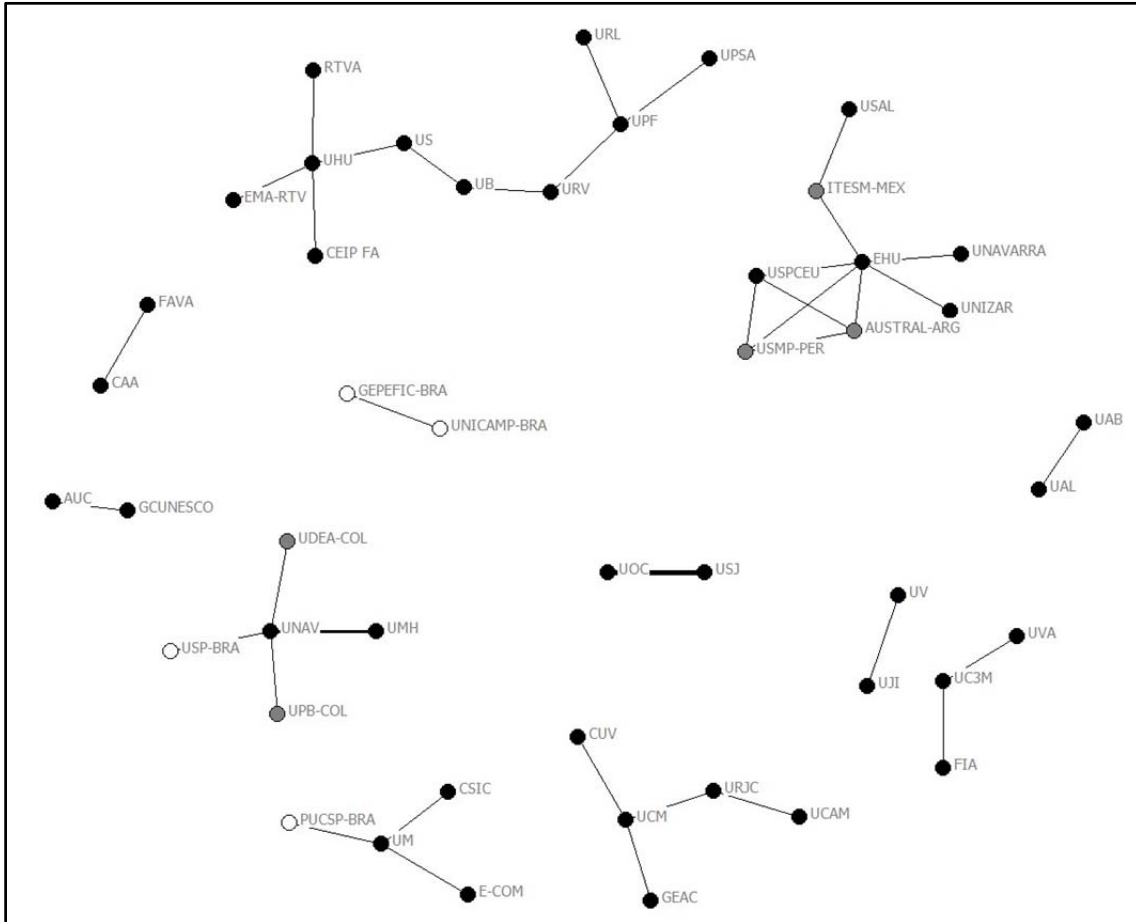 URL
UPSA
RTVA
USAL
UPF
US
UHU
UB
URV
ITESM-MEX
EMA-RTV
CEIP FA
EHU
UNAVARRA
USPCEU
FAVA
UNIZAR
AUSTRAL-ARG
USMP-PER
CAA
GEPEFIC-BRA
UNICAMP-BRA
UAB
UAL
AUC
GCUNESCO
UDEA-COL
UOC
USJ
UV
UNAV
UMH
UVA
USP-BRA
UC3M
UJI
UPB-COL
CUV
FIA
CSIC
URJC
UCAM
PUCSP-BRA
UCM
UM
E-COM
GEAC